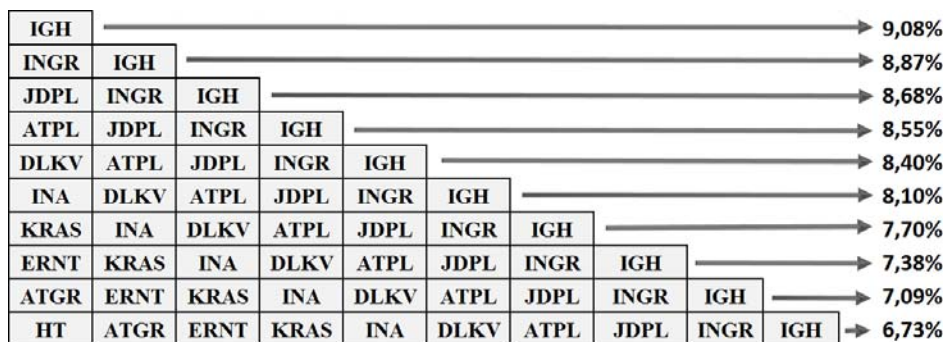 IGH 9,08%
INGR IGH 8,87%
JDPL INGR IGH 8,68%
ATPL JDPL INGR IGH 8,55%
DLKV ATPL JDPL INGR IGH 8,40%
INA DLKV ATPL JDPL INGR IGH 8,10%
KRAS INA DLKV ATPL JDPL INGR IGH 7,70%
ERNT KRAS INA DLKV ATPL JDPL INGR IGH 7,38%
ATGR ERNT KRAS INA DLKV ATPL JDPL INGR IGH 7,09%
HT ATGR ERNT KRAS INA DLKV ATPL JDPL INGR IGH 6,73%